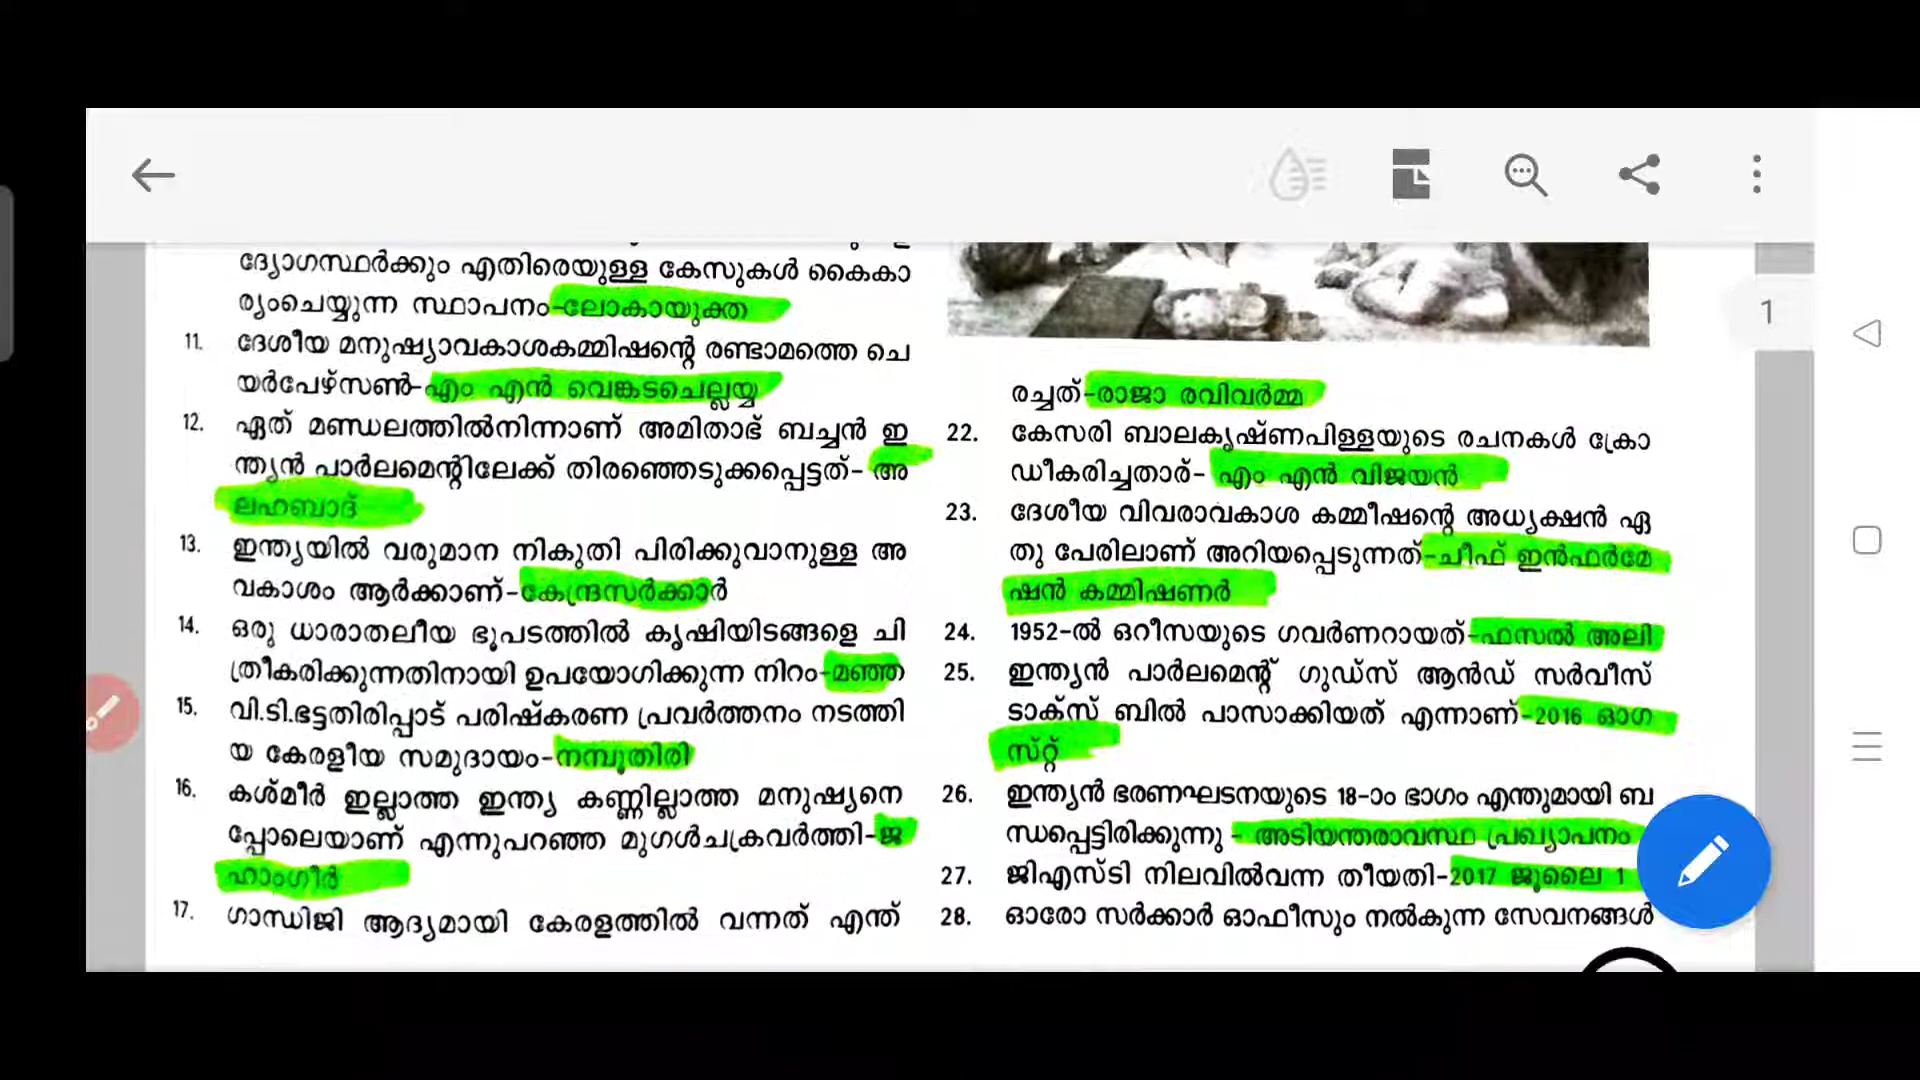 ദ്യോഗസ്ഥർക്കും എതിരെയുള്ള കേസുകൾ കൈകാ
ര്യംചെയ്യുന്ന സ്ഥാപനം-ലോകായുക്ത
11. ദേശീയ മനുഷ്യാവകാശകമ്മിഷന്റെ രണ്ടാമത്തെ ചെ
യർപേഴ്സൺ-എം എൻ വെങ്കടചെല്ലയ്യ
12. ഏത് മണ്ഡലത്തിൽനിന്നാണ് അമിതാഭ് ബച്ചൻ ഇ
ന്ത്യൻ പാർലമെന്റിലേക്ക് തിരഞ്ഞെടുക്കപ്പെട്ടത്- അ
ലഹബാദ്
13. ഇന്ത്യയിൽ വരുമാന നികുതി പിരിക്കുവാനുള്ള അ
വകാശം ആർക്കാണ്-കേന്ദ്രസർക്കാർ
14. ഒരു ധാരാതലീയ ഭൂപടത്തിൽ കൃഷിയിടങ്ങളെ ചി
ത്രീകരിക്കുന്നതിനായി ഉപയോഗിക്കുന്ന നിറം-മഞ്ഞ
15. വി.ടി.ഭട്ടതിരിപ്പാട് പരിഷ്കരണ പ്രവർത്തനം നടത്തി
യ കേരളീയ സമുദായം-നമ്പൂതിരി
16. കശ്മീർ ഇല്ലാത്ത ഇന്ത്യ കണ്ണില്ലാത്ത മനുഷ്യനെ
പ്പോലെയാണ് എന്നുപറഞ്ഞ മുഗൾചക്രവർത്തി-ജ
ഹാംഗീർ
17. ഗാന്ധിജി ആദ്യമായി കേരളത്തിൽ വന്നത് എന്ത്
രച്ചത്-രാജാ രവിവർമ്മ
22. കേസരി ബാലകൃഷ്ണപിള്ളയുടെ രചനകൾ ക്രോ
ഡീകരിച്ചതാര്- എം എൻ വിജയൻ
23. ദേശീയ വിവരാവകാശ കമ്മീഷന്റെ അധ്യക്ഷൻ ഏ
തു പേരിലാണ് അറിയപ്പെടുന്നത്-ചീഫ് ഇൻഫർമേ
ഷൻ കമ്മിഷണർ
24. 1952-ൽ ഒറീസയുടെ ഗവർണറായത്-ഫസൽ അലി
25. ഇന്ത്യൻ പാർലമെന്റ് ഗുഡ്സ് ആൻഡ് സർവീസ്
ടാക്സ് ബിൽ പാസാക്കിയത് എന്നാണ്-2016 ഓഗ
സ്റ്റ്
26. ഇന്ത്യൻ ഭരണഘടനയുടെ 18-ാം ഭാഗം എന്തുമായി ബ
ന്ധപ്പെട്ടിരിക്കുന്നു - അടിയന്തരാവസ്ഥ പ്രഖ്യാപനം
27. ജിഎസ്ടി നിലവിൽവന്ന തീയതി-2017 ജൂലൈ 1
28. ഓരോ സർക്കാർ ഓഫീസും നൽകുന്ന സേവനങ്ങൾ
1